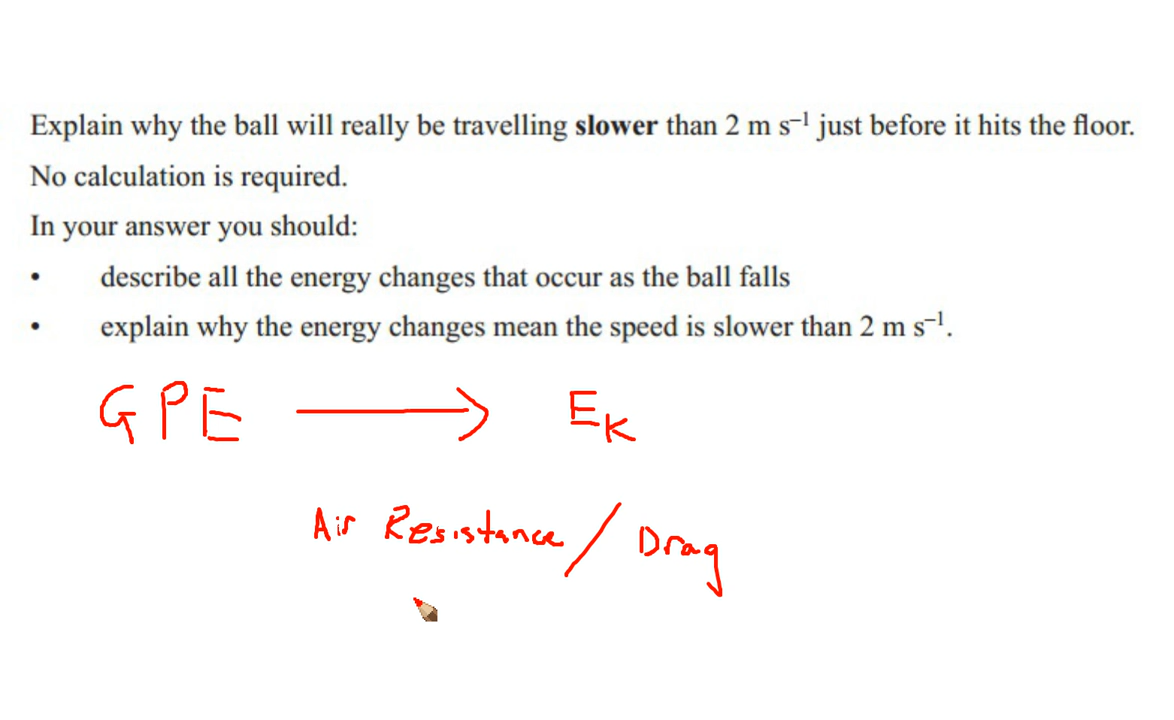 Explain why the ball will really be travelling slower than 2 m s⁻¹ just before it hits the floor.
No calculation is required.
In your answer you should:
• describe all the energy changes that occur as the ball falls
• explain why the energy changes mean the speed is slower than 2 m s⁻¹.
GPE → Eₖ
Air Resistance / Drag